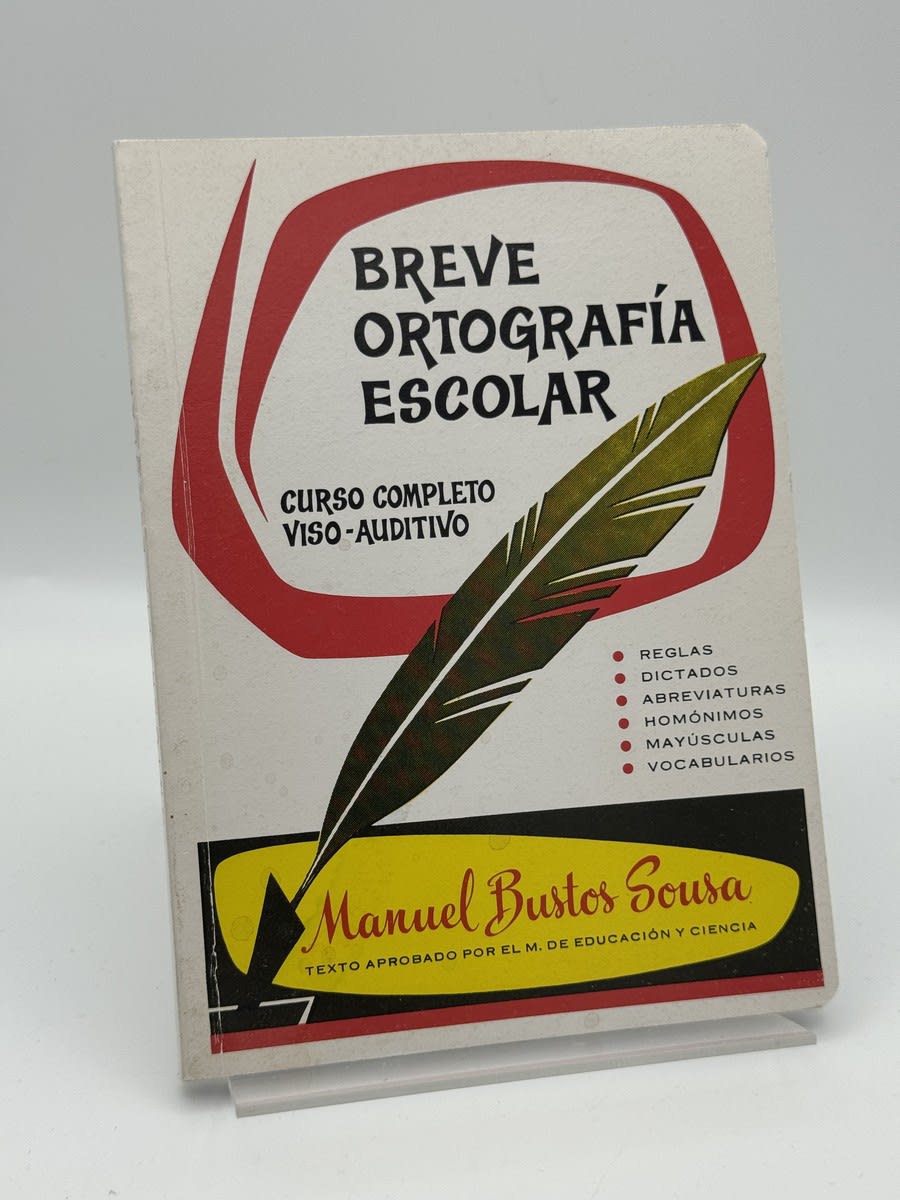 BREVE
ORTOGRAFÍA
ESCOLAR
CURSO COMPLETO
VISO-AUDITIVO
REGLAS
DICTADOS
ABREVIATURAS
HOMÓNIMOS
MAYÚSCULAS
VOCABULARIOS
Manuel Bustos Sousa
TEXTO APROBADO POR EL M. DE EDUCACIÓN Y CIENCIA